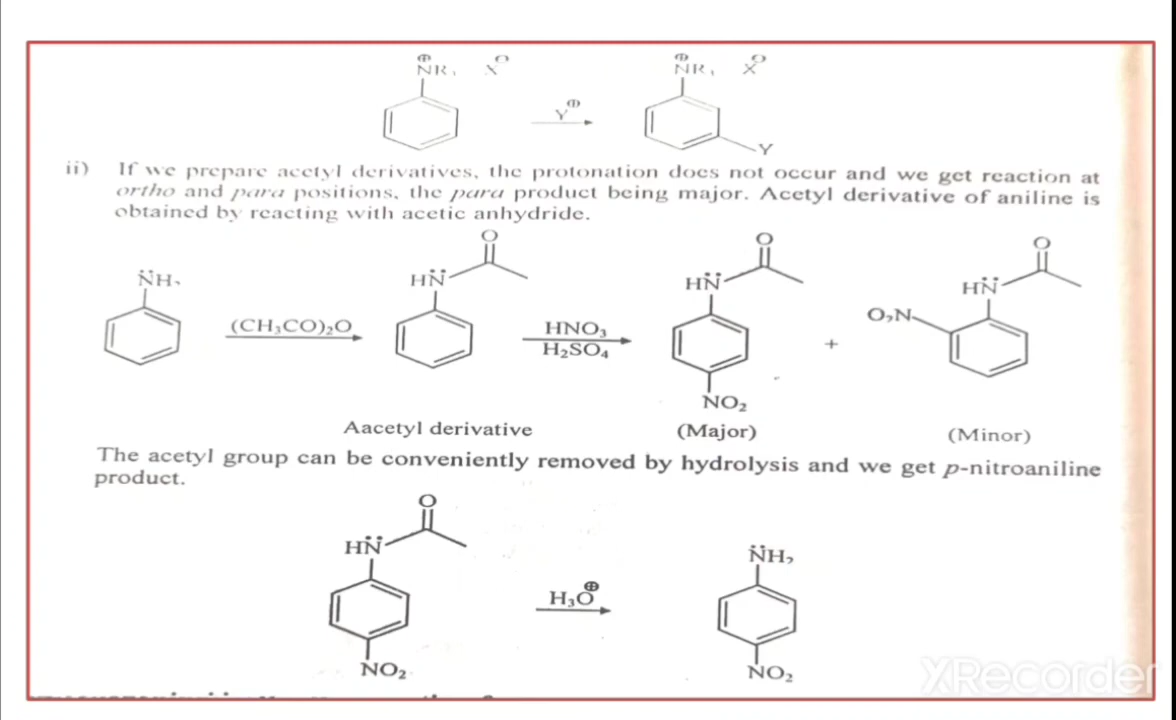 ⊕
NR₃ X⊖
Y⊕
⊕
NR₃ X⊖
Y
ii) If we prepare acetyl derivatives, the protonation does not occur and we get reaction at
ortho and para positions, the para product being major. Acetyl derivative of aniline is
obtained by reacting with acetic anhydride.
N̈H₂
(CH₃CO)₂O
O
HN̈
HNO₃
H₂SO₄
O
HN̈
NO₂
+
O
HN̈
O₂N
Aacetyl derivative
(Major)
(Minor)
The acetyl group can be conveniently removed by hydrolysis and we get p-nitroaniline
product.
O
HN̈
NO₂
H₃O⊕
N̈H₂
NO₂
XRecorder